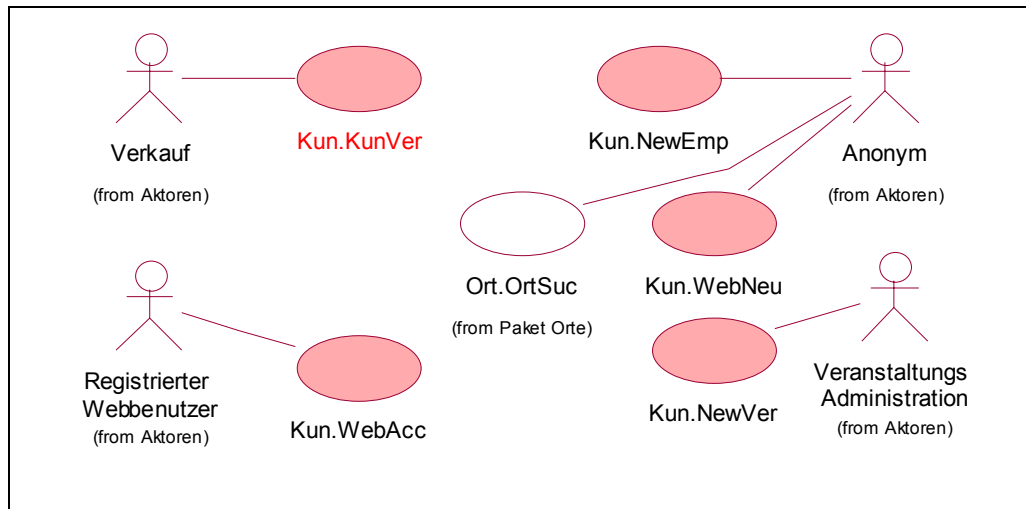 Verkauf
(from Aktoren)
Kun.KunVer
Kun.NewEmp
Anonym
(from Aktoren)
Ort.OrtSuc
(from Paket Orte)
Kun.WebNeu
Registrierter
Webbenutzer
(from Aktoren)
Kun.WebAcc
Kun.NewVer
Veranstaltungs
Administration
(from Aktoren)